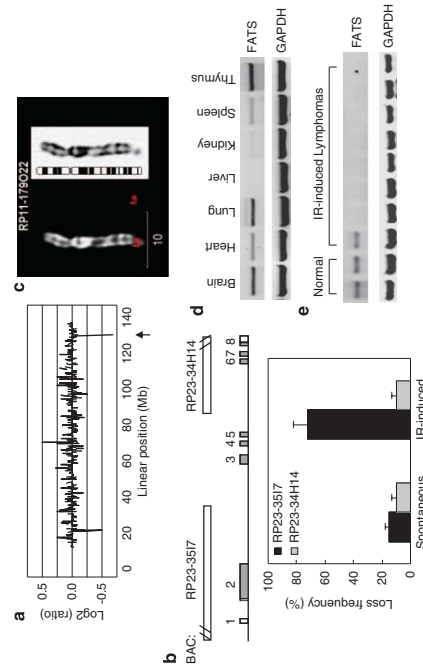 a
0.5
0.0
-0.5
Log2 (ratio)
0 20 40 60 80 100 120 140
Linear position (Mb)
b
BAC:
RP23-35I7
RP23-34H14
1 2 3 4 5 67 8
RP23-35I7
RP23-34H14
100
80
60
40
20
0
Loss frequency (%)
Spontaneous
IR-induced
c
RP11-179O22
10
d
Brain
Heart
Lung
Liver
Kidney
Spleen
Thymus
FATS
GAPDH
e
Normal
IR-induced Lymphomas
FATS
GAPDH